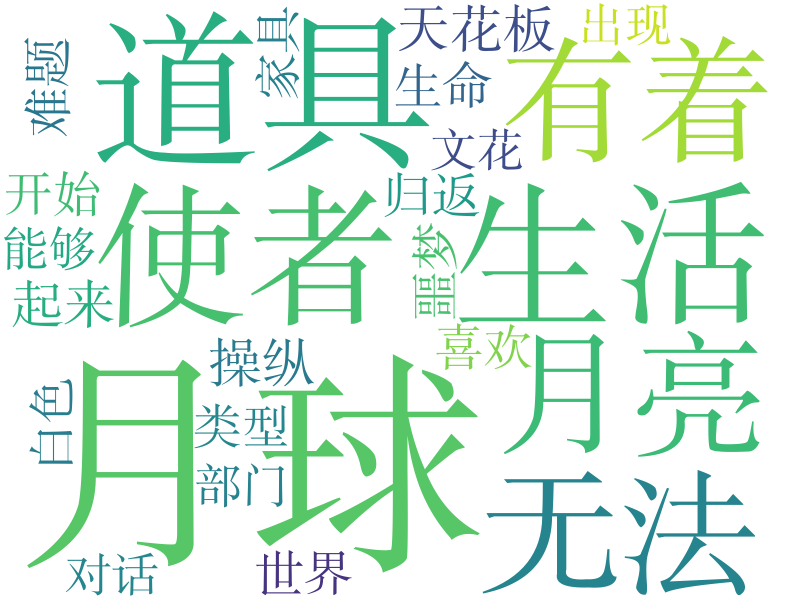 道具
有着
使者
生活
月球
月亮
无法
难题
家具
天花板
出现
生命
文花
开始
归返
能够
噩梦
起来
喜欢
操纵
白色
类型
部门
对话
世界